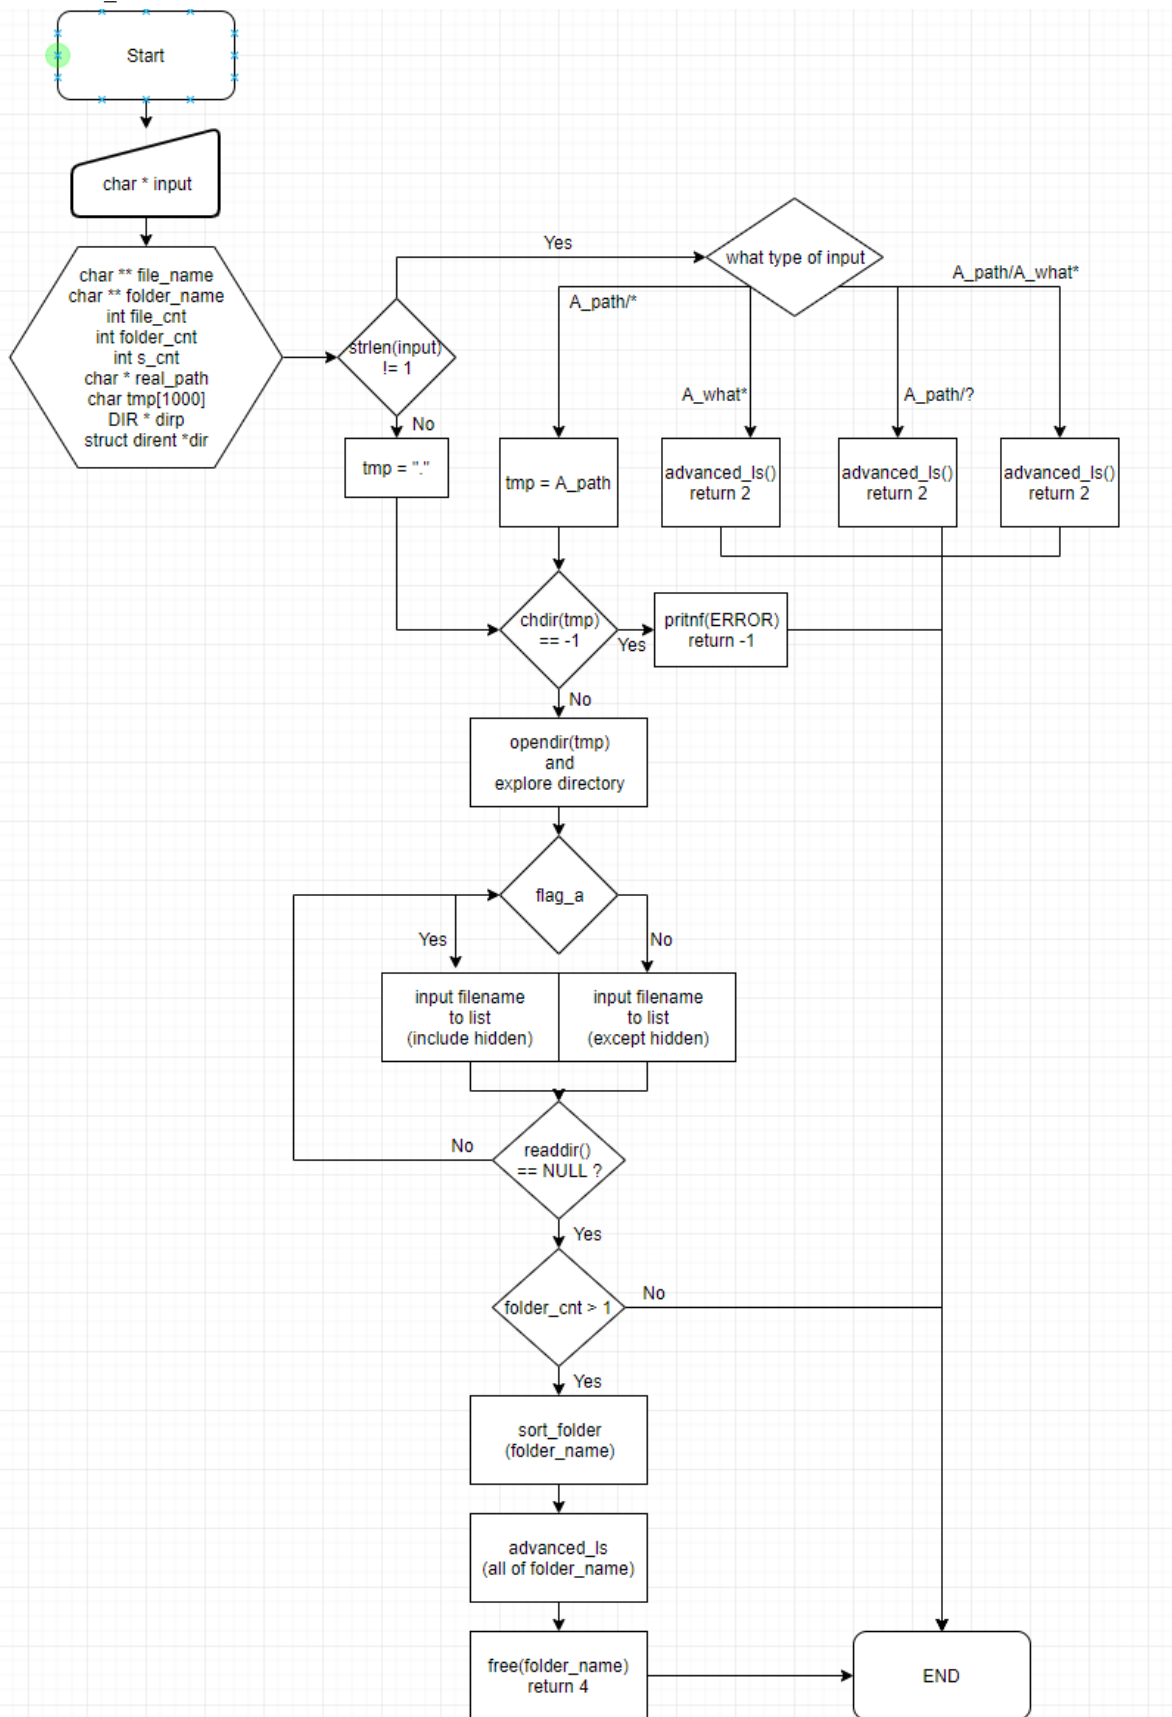 Start
char * input
char ** file_name
char ** folder_name
int file_cnt
int folder_cnt
int s_cnt
char * real_path
char tmp[1000]
DIR * dirp
struct dirent *dir
strlen(input)
!= 1
Yes
No
what type of input
A_path/*
A_what*
A_path/?
A_path/A_what*
tmp = "."
tmp = A_path
advanced_ls()
return 2
advanced_ls()
return 2
advanced_ls()
return 2
chdir(tmp)
== -1
Yes
pritnf(ERROR)
return -1
No
opendir(tmp)
and
explore directory
flag_a
Yes
No
input filename
to list
(include hidden)
input filename
to list
(except hidden)
No
readdir()
== NULL ?
Yes
folder_cnt > 1
No
Yes
sort_folder
(folder_name)
advanced_ls
(all of folder_name)
free(folder_name)
return 4
END